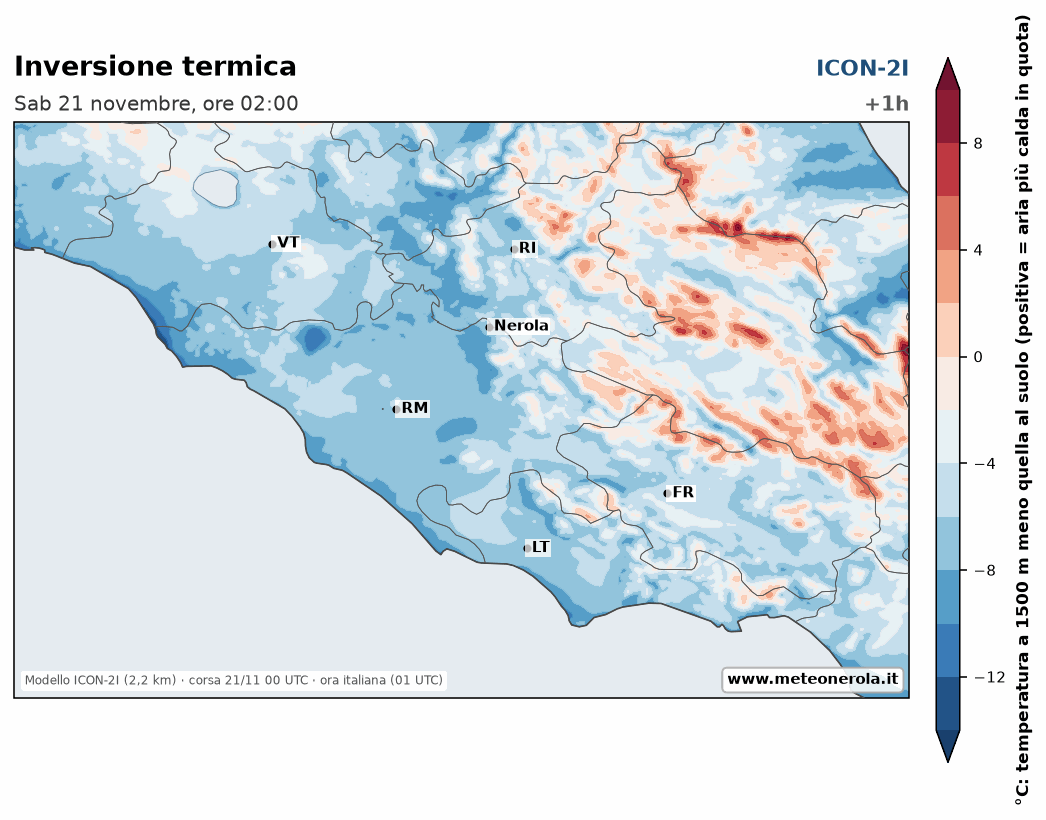 Inversione termica
ICON-2I
Sab 21 novembre, ore 02:00
+1h
VT
RI
Nerola
RM
FR
LT
Modello ICON-2I (2,2 km) · corsa 21/11 00 UTC · ora italiana (01 UTC)
www.meteonerola.it
8
4
0
−4
−8
−12
°C: temperatura a 1500 m meno quella al suolo (positiva = aria più calda in quota)